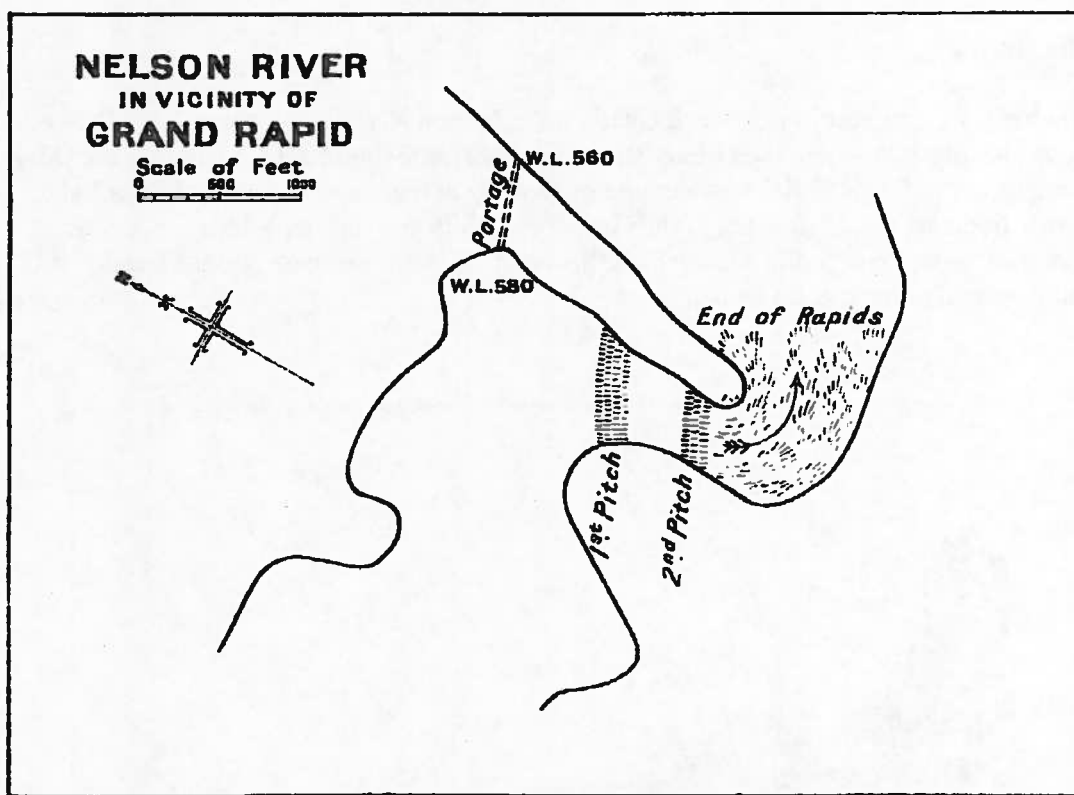 NELSON RIVER
IN VICINITY OF
GRAND RAPID
Scale of Feet
0 500 1000
Portage
W.L.560
W.L.580
N
End of Rapids
1st Pitch
2nd Pitch